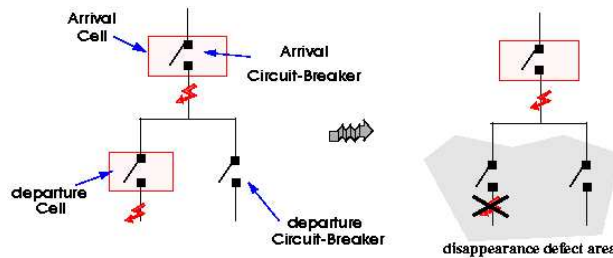 Arrival
Cell
Arrival
Circuit-Breaker
departure
Cell
departure
Circuit-Breaker
disappearance defect area